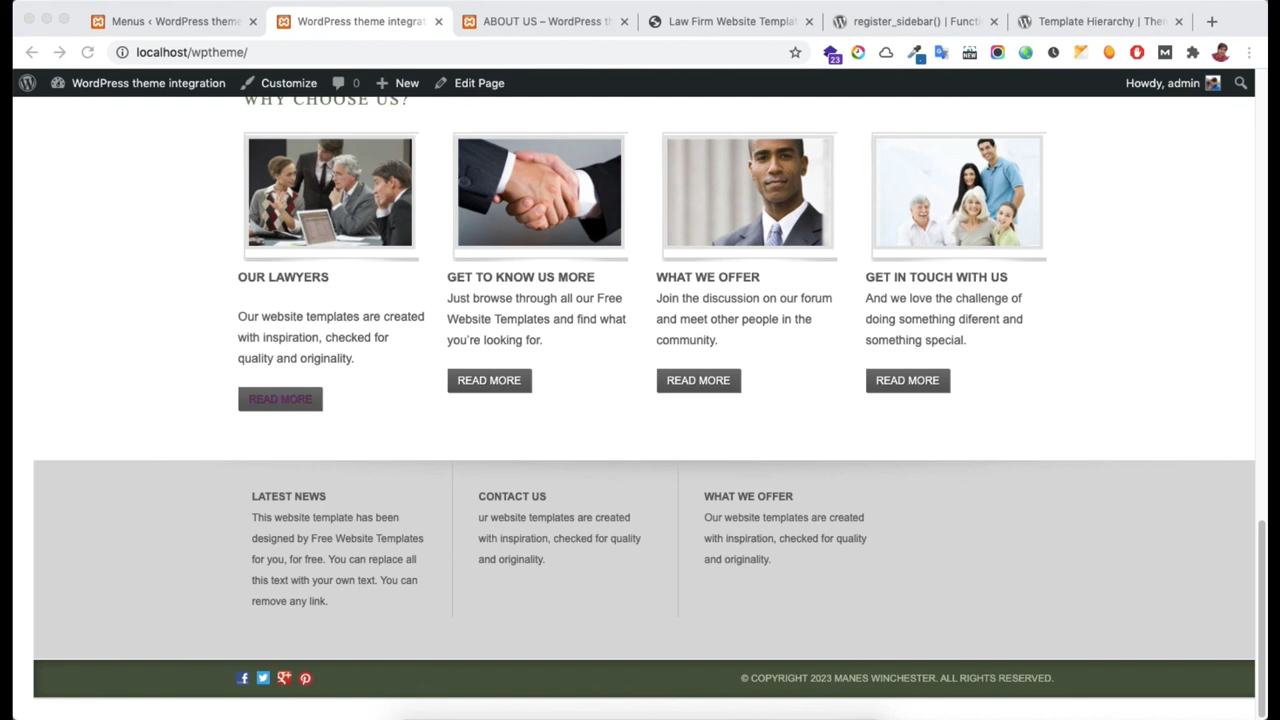 Menus ‹ WordPress theme
WordPress theme integrat
ABOUT US – WordPress th
Law Firm Website Templat
register_sidebar() | Functi
Template Hierarchy | Then
localhost/wptheme/
23
NEW
M
WordPress theme integration
Customize
0
New
Edit Page
Howdy, admin
WHY CHOOSE US?
OUR LAWYERS
Our website templates are created
with inspiration, checked for
quality and originality.
READ MORE
GET TO KNOW US MORE
Just browse through all our Free
Website Templates and find what
you're looking for.
READ MORE
WHAT WE OFFER
Join the discussion on our forum
and meet other people in the
community.
READ MORE
GET IN TOUCH WITH US
And we love the challenge of
doing something diferent and
something special.
READ MORE
LATEST NEWS
This website template has been
designed by Free Website Templates
for you, for free. You can replace all
this text with your own text. You can
remove any link.
CONTACT US
ur website templates are created
with inspiration, checked for quality
and originality.
WHAT WE OFFER
Our website templates are created
with inspiration, checked for quality
and originality.
© COPYRIGHT 2023 MANES WINCHESTER. ALL RIGHTS RESERVED.